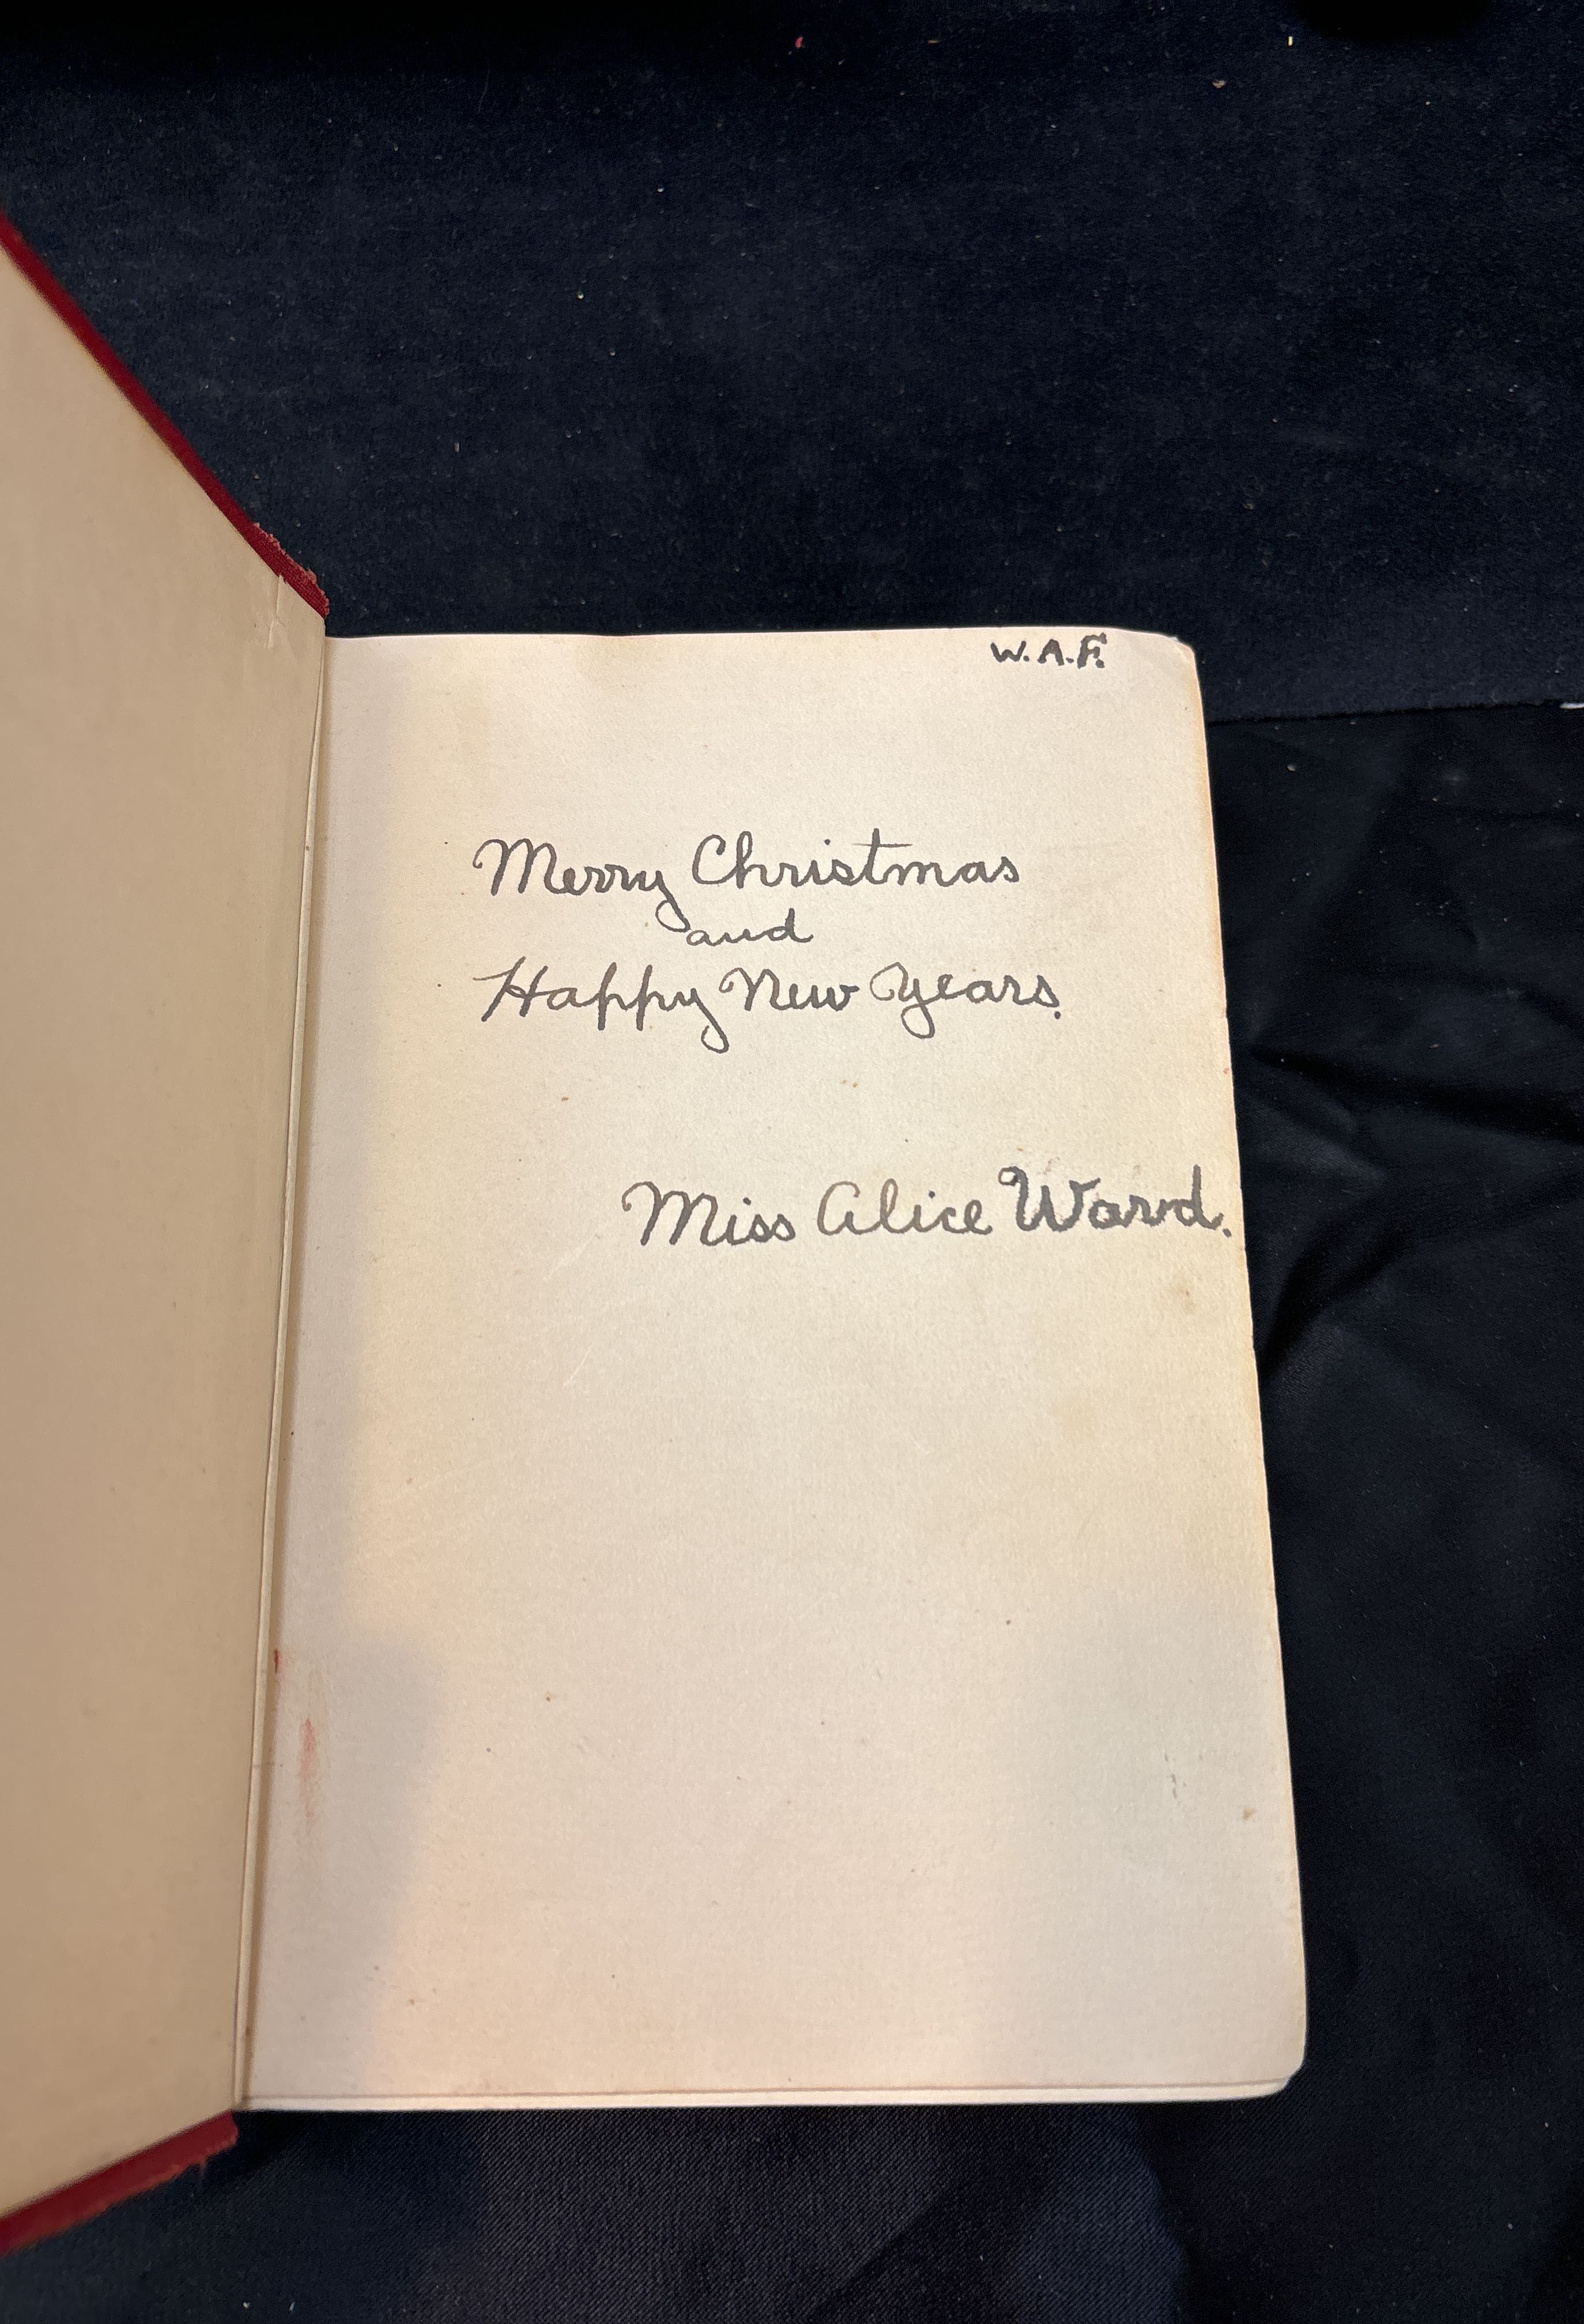 W.A.F.
Merry Christmas
and
Happy New Years.
Miss Alice Ward.